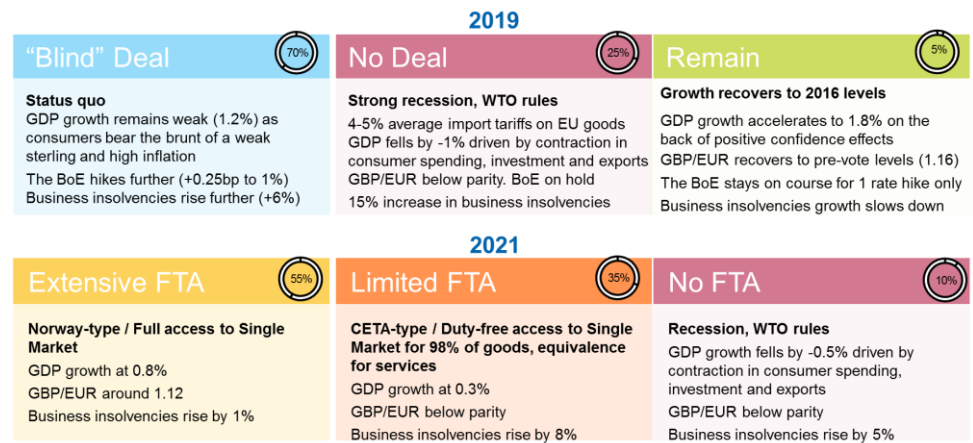 2019
“Blind” Deal
70%
Status quo
GDP growth remains weak (1.2%) as
consumers bear the brunt of a weak
sterling and high inflation
The BoE hikes further (+0.25bp to 1%)
Business insolvencies rise further (+6%)
No Deal
25%
Strong recession, WTO rules
4-5% average import tariffs on EU goods
GDP fells by -1% driven by contraction in
consumer spending, investment and exports
GBP/EUR below parity. BoE on hold
15% increase in business insolvencies
Remain
5%
Growth recovers to 2016 levels
GDP growth accelerates to 1.8% on the
back of positive confidence effects
GBP/EUR recovers to pre-vote levels (1.16)
The BoE stays on course for 1 rate hike only
Business insolvencies growth slows down
2021
Extensive FTA
55%
Norway-type / Full access to Single
Market
GDP growth at 0.8%
GBP/EUR around 1.12
Business insolvencies rise by 1%
Limited FTA
35%
CETA-type / Duty-free access to Single
Market for 98% of goods, equivalence
for services
GDP growth at 0.3%
GBP/EUR below parity
Business insolvencies rise by 8%
No FTA
10%
Recession, WTO rules
GDP growth fells by -0.5% driven by
contraction in consumer spending,
investment and exports
GBP/EUR below parity
Business insolvencies rise by 5%